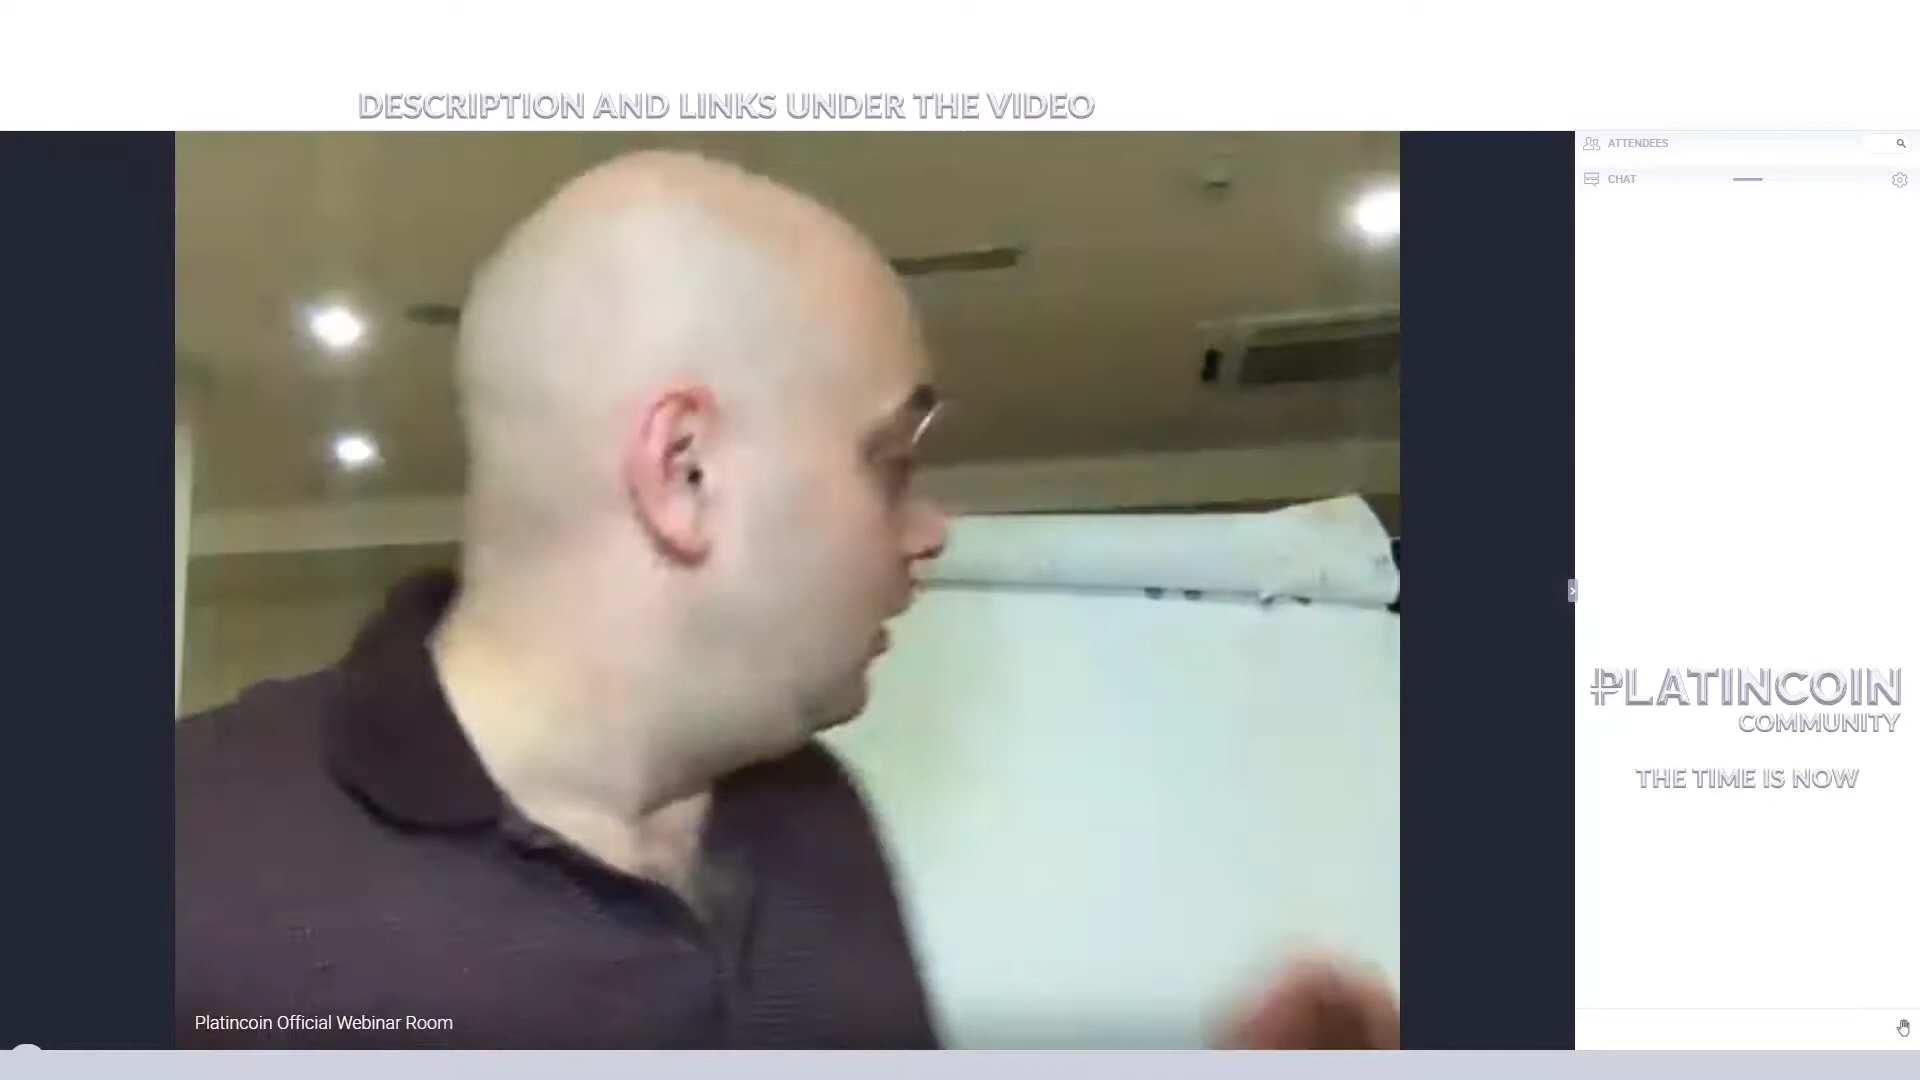 DESCRIPTION AND LINKS UNDER THE VIDEO
ATTENDEES
CHAT
PLATINCOIN
COMMUNITY
THE TIME IS NOW
Platincoin Official Webinar Room